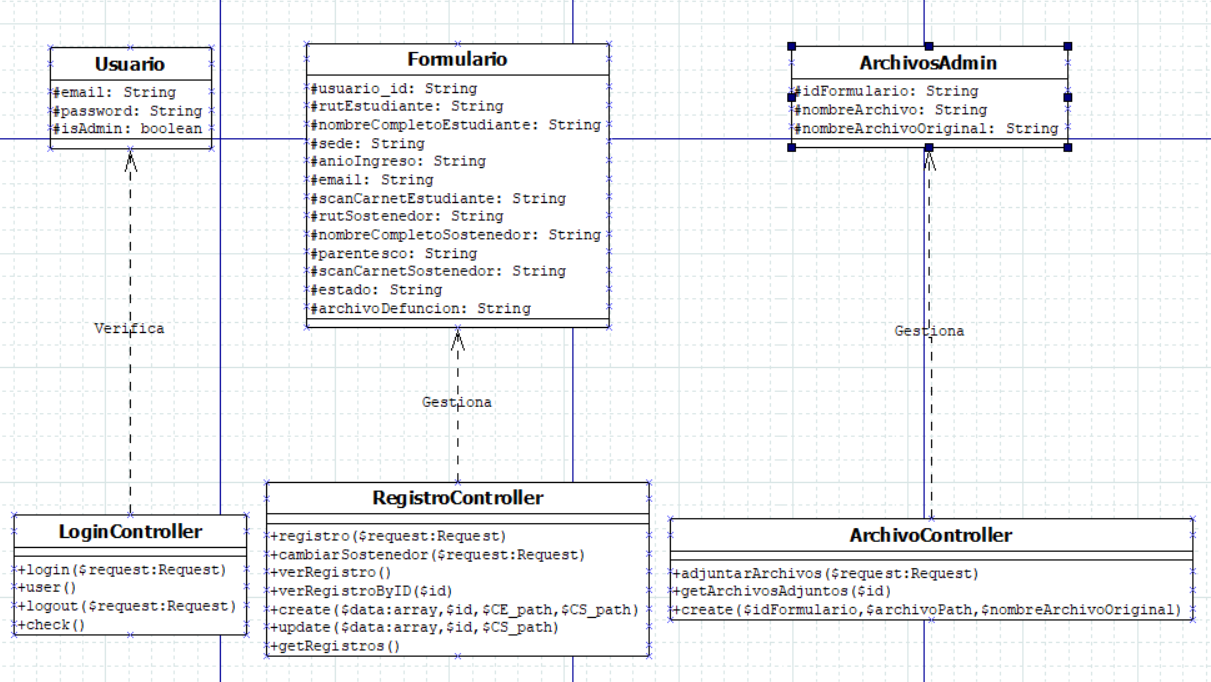 Usuario
#email: String
#password: String
#isAdmin: boolean
Formulario
#usuario_id: String
#rutEstudiante: String
#nombreCompletoEstudiante: String
#sede: String
#anioIngreso: String
#email: String
#scanCarnetEstudiante: String
#rutSostenedor: String
#nombreCompletoSostenedor: String
#parentesco: String
#scanCarnetSostenedor: String
#estado: String
#archivoDefuncion: String
ArchivosAdmin
#idFormulario: String
#nombreArchivo: String
#nombreArchivoOriginal: String
Verifica
Gestiona
Gestiona
LoginController
+login($request:Request)
+user()
+logout($request:Request)
+check()
RegistroController
+registro($request:Request)
+cambiarSostenedor($request:Request)
+verRegistro()
+verRegistroByID($id)
+create($data:array,$id,$CE_path,$CS_path)
+update($data:array,$id,$CS_path)
+getRegistros()
ArchivoController
+adjuntarArchivos($request:Request)
+getArchivosAdjuntos($id)
+create($idFormulario,$archivoPath,$nombreArchivoOriginal)